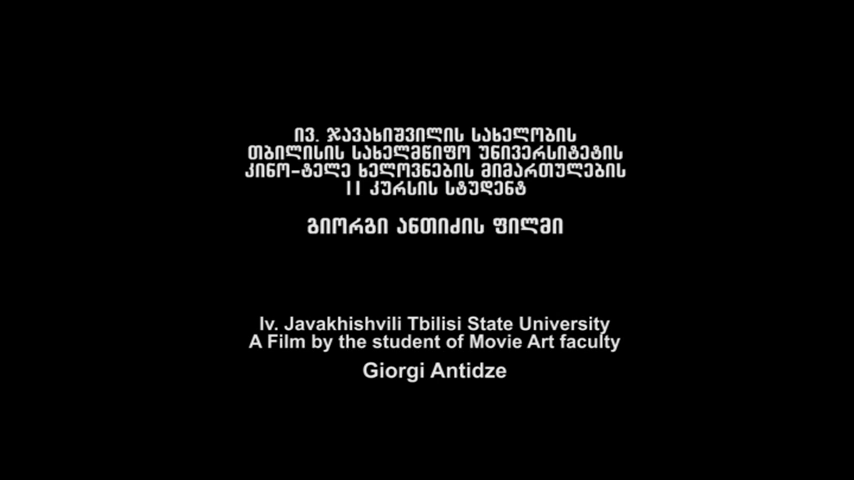 ივ. ჯავახიშვილის სახელობის
თბილისის სახელმწიფო უნივერსიტეტის
კინო-ტელე ხელოვნების მიმართულების
II კურსის სტუდენტ
გიორგი ანთიძის ფილმი
Iv. Javakhishvili Tbilisi State University
A Film by the student of Movie Art faculty
Giorgi Antidze